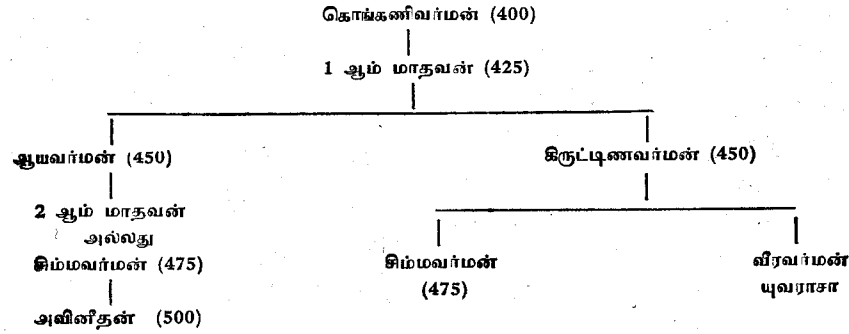 கொங்கணிவர்மன் (400)
1 ஆம் மாதவன் (425)
ஆயவர்மன் (450)
கிருட்டிணவர்மன் (450)
2 ஆம் மாதவன்
அல்லது
சிம்மவர்மன் (475)
அவினீதன் (500)
சிம்மவர்மன்
(475)
வீரவர்மன்
யுவராசா